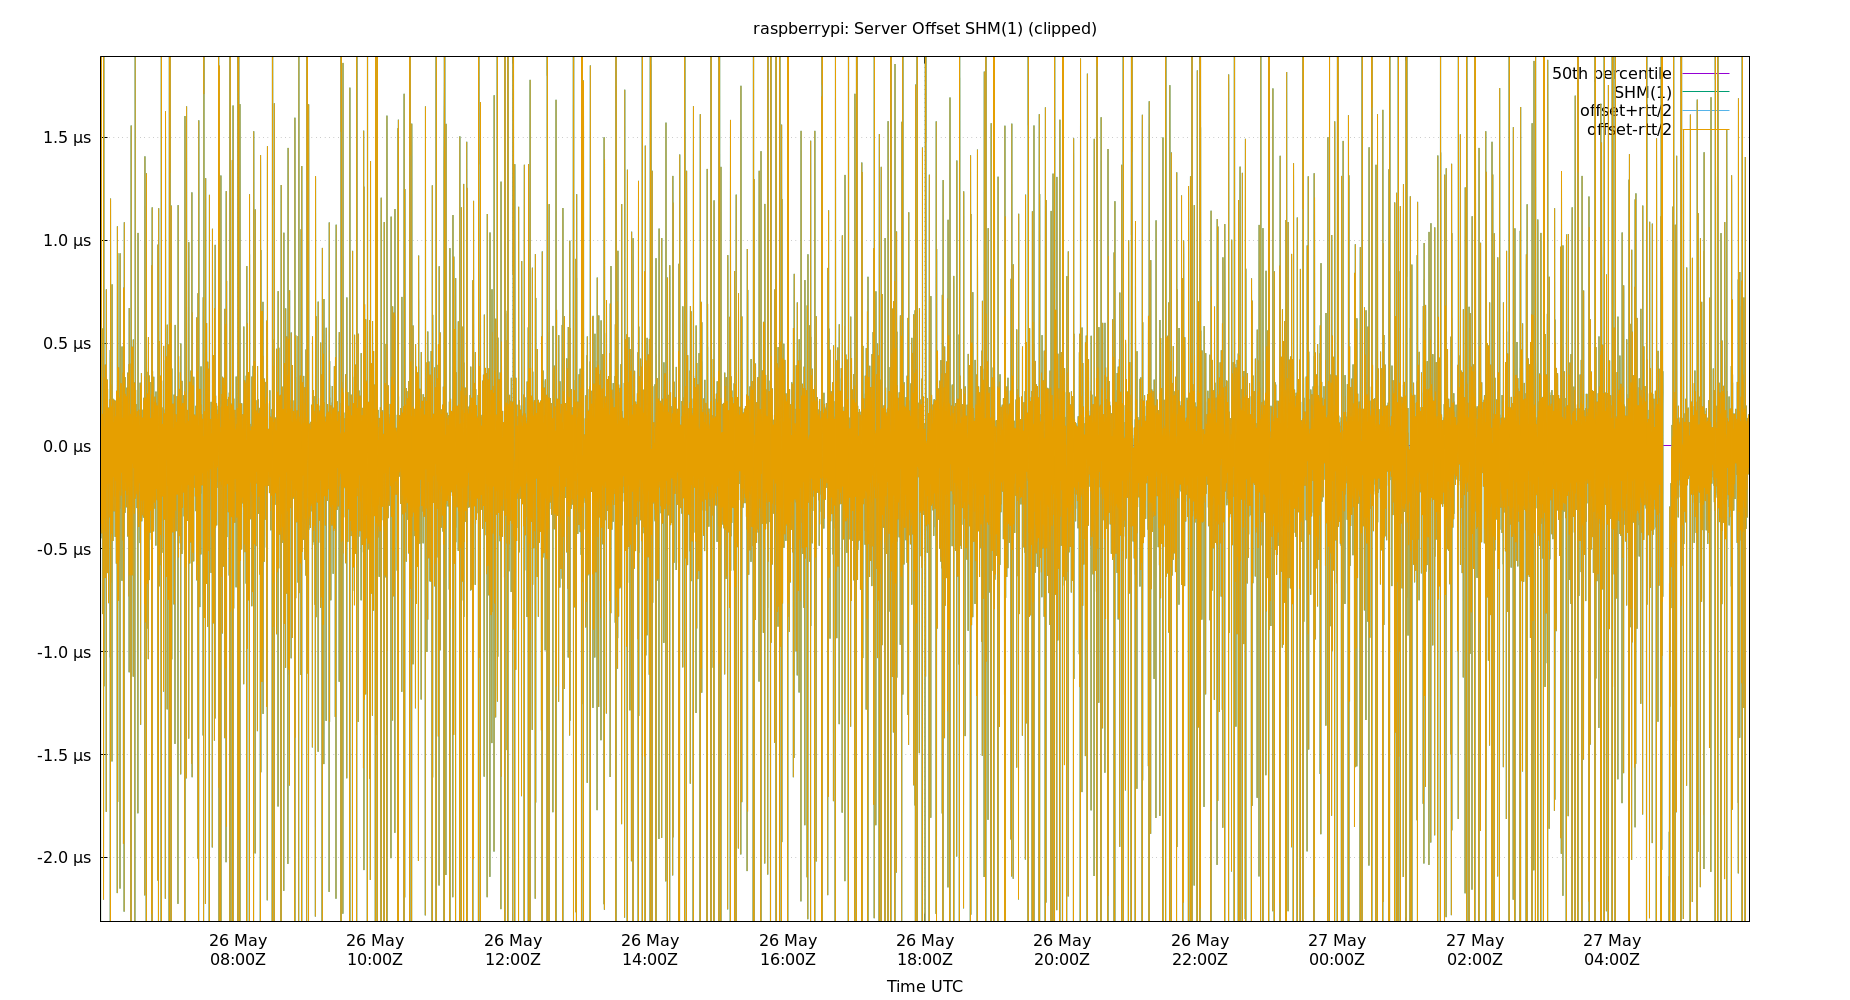 raspberrypi: Server Offset SHM(1) (clipped)
50th percentile
SHM(1)
offset+rtt/2
offset-rtt/2
1.5 µs
1.0 µs
0.5 µs
0.0 µs
-0.5 µs
-1.0 µs
-1.5 µs
-2.0 µs
26 May 26 May 26 May 26 May 26 May 26 May 26 May 26 May 27 May 27 May 27 May
08:00Z 10:00Z 12:00Z 14:00Z 16:00Z 18:00Z 20:00Z 22:00Z 00:00Z 02:00Z 04:00Z
Time UTC